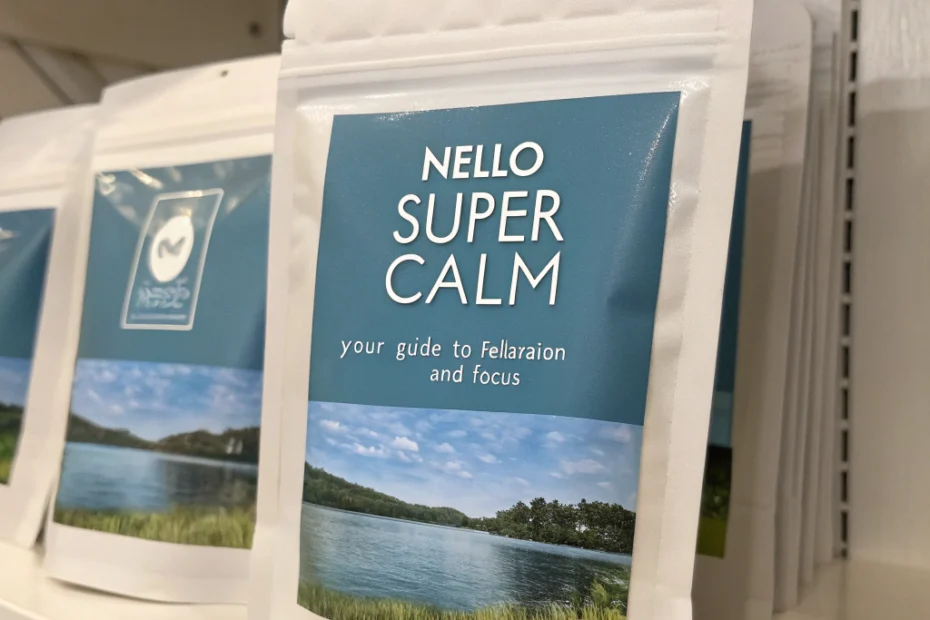 NELLO
SUPER
CALM
your guide to Fellaraion
and focus